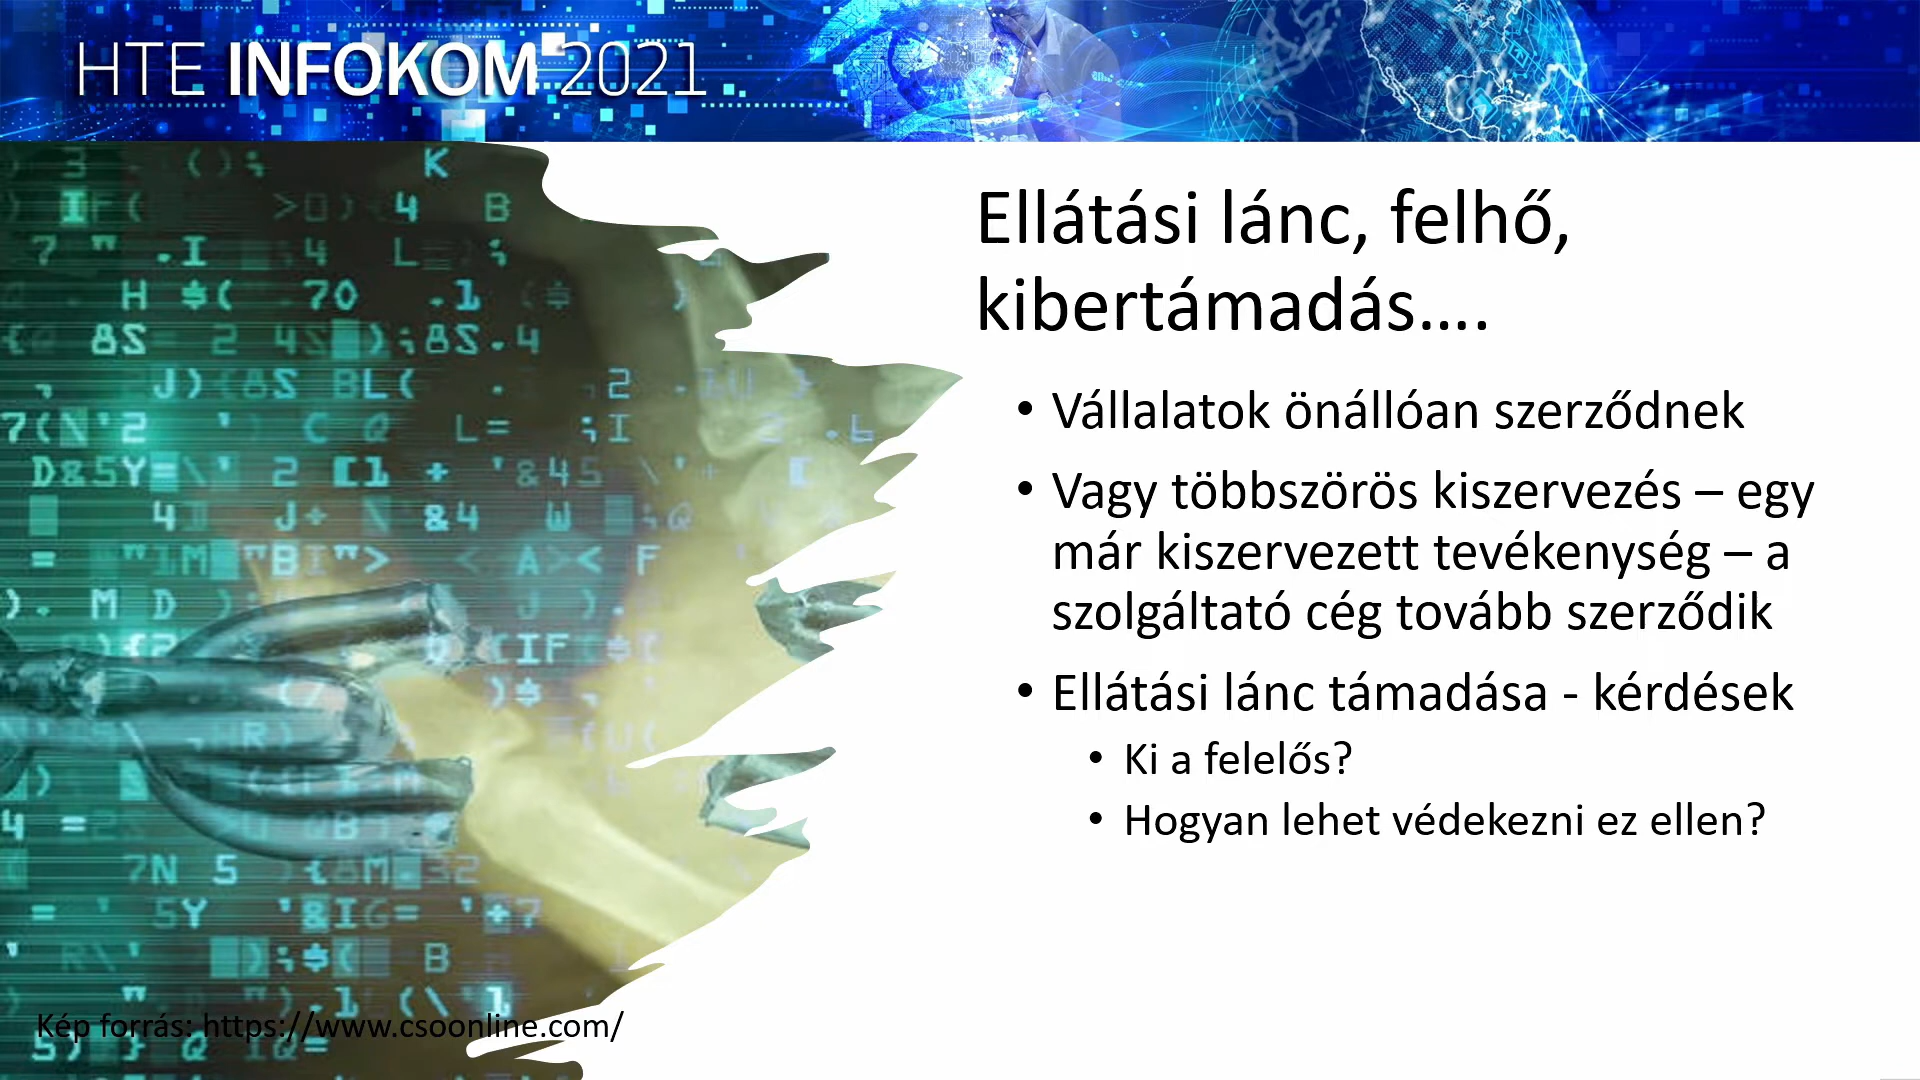 HTE INFOKOM 2021
Ellátási lánc, felhő,
kibertámadás....
• Vállalatok önállóan szerződnek
• Vagy többszörös kiszervezés – egy
már kiszervezett tevékenység – a
szolgáltató cég tovább szerződik
• Ellátási lánc támadása - kérdések
• Ki a felelős?
• Hogyan lehet védekezni ez ellen?
Kép forrás: https://www.csoonline.com/